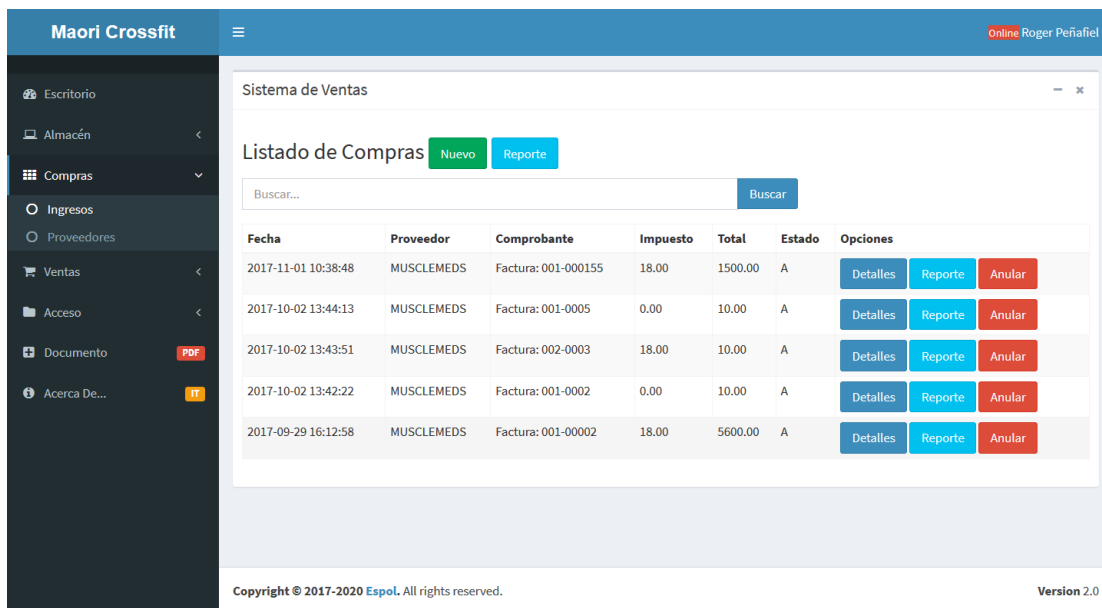 Maori Crossfit
Online Roger Peñafiel
Escritorio
Almacén
Compras
Ingresos
Proveedores
Ventas
Acceso
Documento PDF
Acerca De... IT
Sistema de Ventas
Listado de Compras Nuevo Reporte
Buscar... Buscar
Fecha Proveedor Comprobante Impuesto Total Estado Opciones
2017-11-01 10:38:48 MUSCLEMEDS Factura: 001-000155 18.00 1500.00 A Detalles Reporte Anular
2017-10-02 13:44:13 MUSCLEMEDS Factura: 001-0005 0.00 10.00 A Detalles Reporte Anular
2017-10-02 13:43:51 MUSCLEMEDS Factura: 002-0003 18.00 10.00 A Detalles Reporte Anular
2017-10-02 13:42:22 MUSCLEMEDS Factura: 001-0002 0.00 10.00 A Detalles Reporte Anular
2017-09-29 16:12:58 MUSCLEMEDS Factura: 001-00002 18.00 5600.00 A Detalles Reporte Anular
Copyright © 2017-2020 Espol. All rights reserved.
Version 2.0